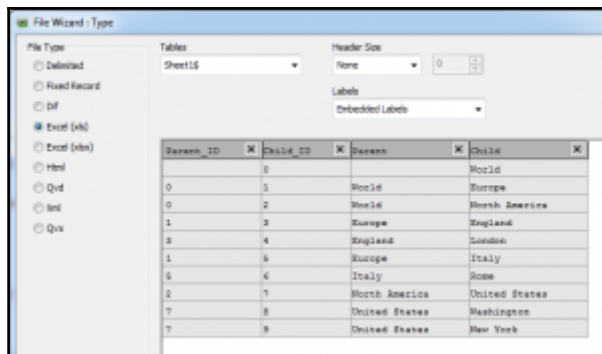 File Wizard : Type
File Type
Delimited
Fixed Record
Dif
Excel (xls)
Excel (xlsx)
Html
Qvd
Xml
Qvx
Tables
Sheet1$
Header Size
None
0
Labels
Embedded Labels
Parent_ID Child_ID Parent Child
0 World
0 1 World Europe
0 2 World North America
1 3 Europe England
3 4 England London
1 5 Europe Italy
5 6 Italy Rome
2 7 North America United States
7 8 United States Washington
7 9 United States New York